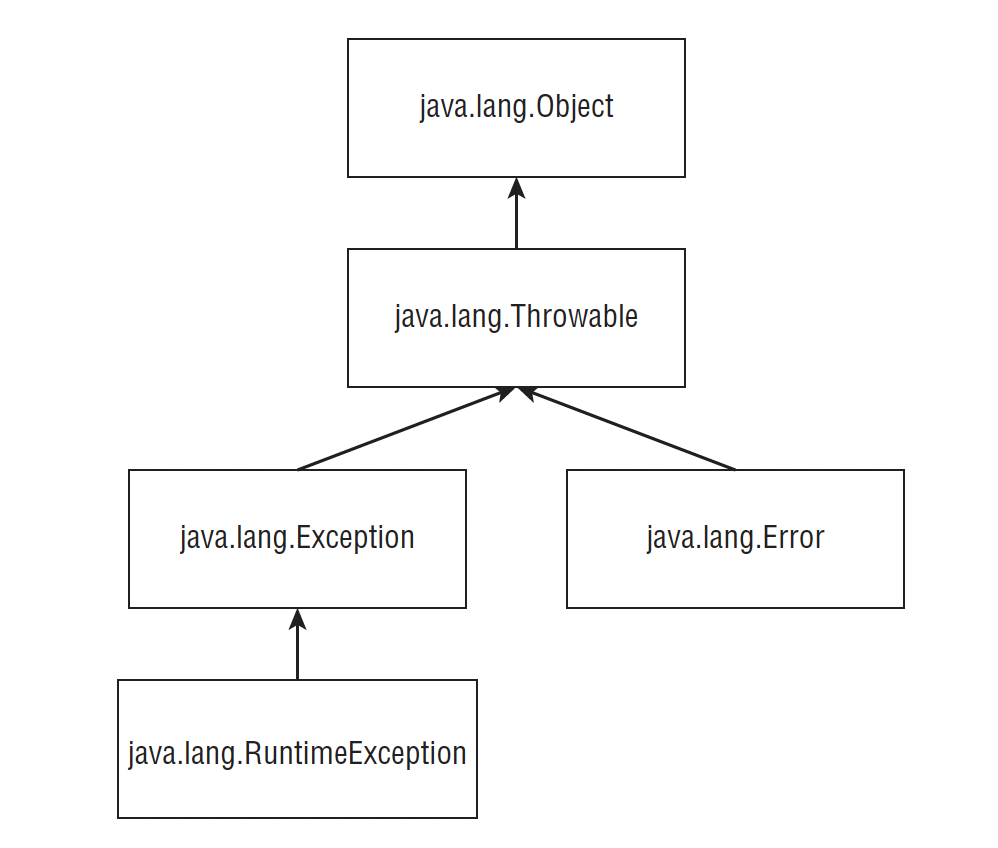 java.lang.Object
java.lang.Throwable
java.lang.Exception
java.lang.Error
java.lang.RuntimeException